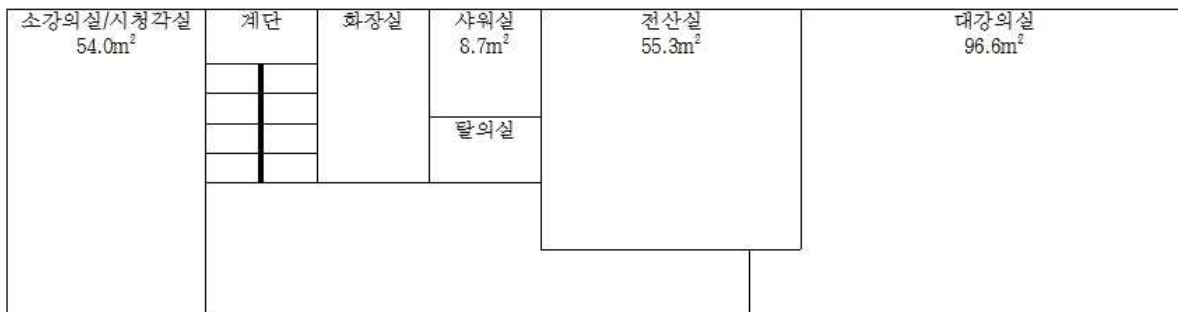 소강의실/시청각실
54.0m²
계단
화장실
샤워실
8.7m²
탈의실
전산실
55.3m²
대강의실
96.6m²